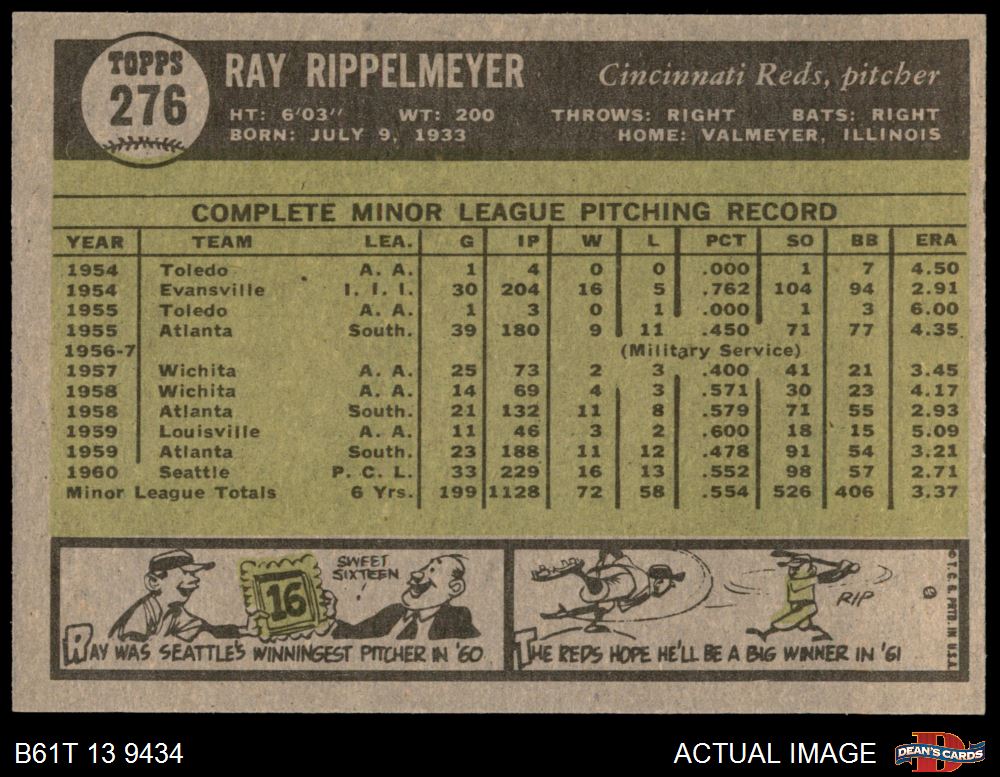 TOPPS
276
RAY RIPPELMEYER
Cincinnati Reds, pitcher
HT: 6'03" WT: 200 THROWS: RIGHT BATS: RIGHT
BORN: JULY 9, 1933 HOME: VALMEYER, ILLINOIS
COMPLETE MINOR LEAGUE PITCHING RECORD
YEAR TEAM LEA. G IP W L PCT SO BB ERA
1954 Toledo A. A. 1 4 0 0 .000 1 7 4.50
1954 Evansville I. I. I. 30 204 16 5 .762 104 94 2.91
1955 Toledo A. A. 1 3 0 1 .000 1 3 6.00
1955 Atlanta South. 39 180 9 11 .450 71 77 4.35
1956-7 (Military Service)
1957 Wichita A. A. 25 73 2 3 .400 41 21 3.45
1958 Wichita A. A. 14 69 4 3 .571 30 23 4.17
1958 Atlanta South. 21 132 11 8 .579 71 55 2.93
1959 Louisville A. A. 11 46 3 2 .600 18 15 5.09
1959 Atlanta South. 23 188 11 12 .478 91 54 3.21
1960 Seattle P. C. L. 33 229 16 13 .552 98 57 2.71
Minor League Totals 6 Yrs. 199 1128 72 58 .554 526 406 3.37
16
SWEET
SIXTEEN!
RAY WAS SEATTLE'S WINNINGEST PITCHER IN '60
RIP
THE REDS HOPE HE'LL BE A BIG WINNER IN '61
© T. C. G. PRTD. IN U.S.A.
B61T 13 9434
ACTUAL IMAGE
D
DEAN'S CARDS